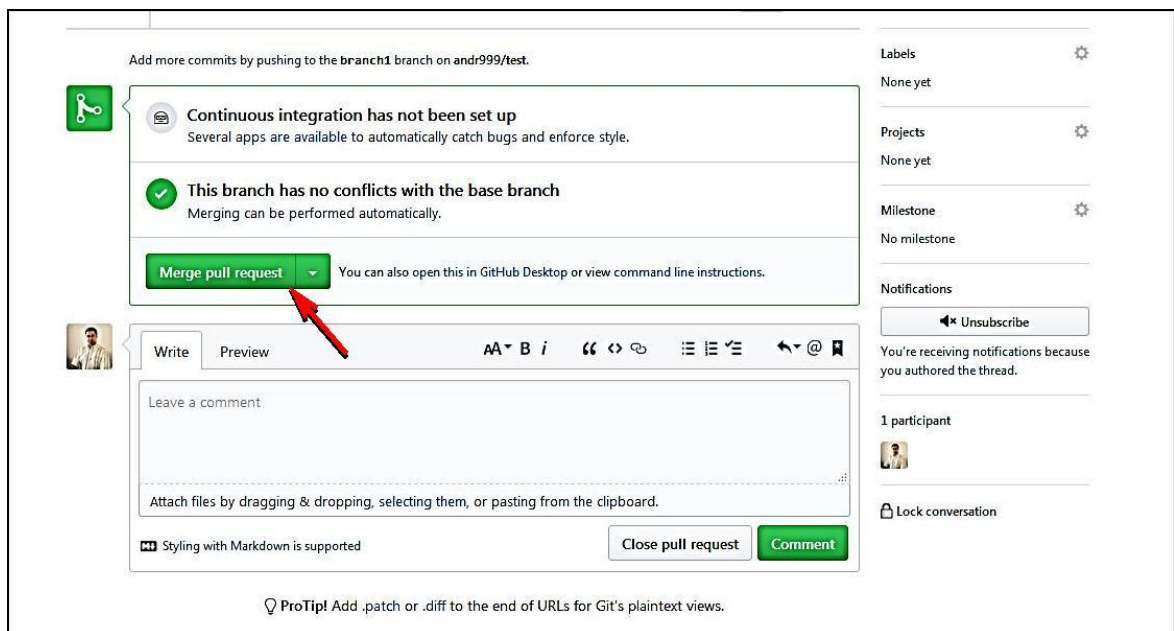 Add more commits by pushing to the branch1 branch on andr999/test.
Continuous integration has not been set up
Several apps are available to automatically catch bugs and enforce style.
This branch has no conflicts with the base branch
Merging can be performed automatically.
Merge pull request
You can also open this in GitHub Desktop or view command line instructions.
Write
Preview
AA B i “ <>
@
Leave a comment
Attach files by dragging & dropping, selecting them, or pasting from the clipboard.
Styling with Markdown is supported
Close pull request
Comment
ProTip! Add .patch or .diff to the end of URLs for Git's plaintext views.
Labels
None yet
Projects
None yet
Milestone
No milestone
Notifications
Unsubscribe
You're receiving notifications because
you authored the thread.
1 participant
Lock conversation